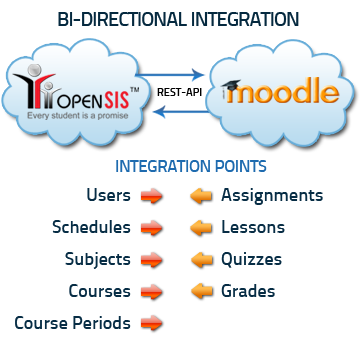 BI-DIRECTIONAL INTEGRATION
OPENSIS™
Every student is a promise
REST-API
moodle
INTEGRATION POINTS
Users
Assignments
Schedules
Lessons
Subjects
Quizzes
Courses
Grades
Course Periods